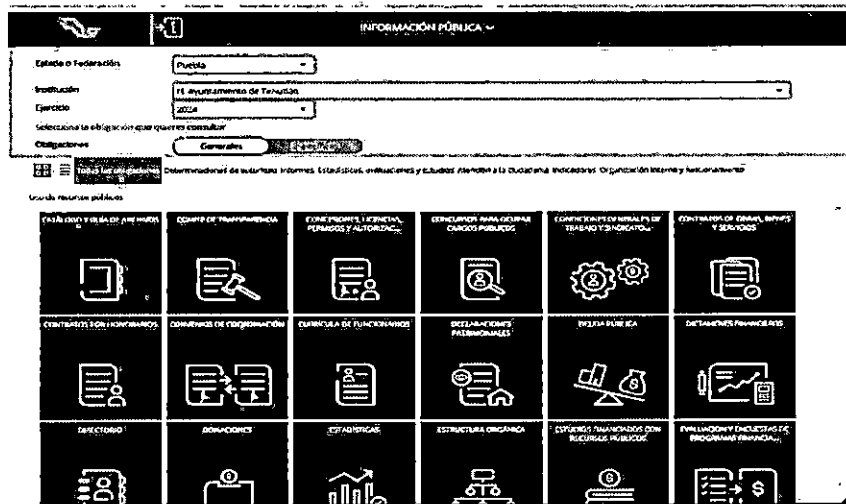 INFORMACIÓN PÚBLICA
Estado o Federación
Puebla
Institución
H. Ayuntamiento de Teziutlán
Ejercicio
2024
Selecciona la obligación que quieres consultar
Obligaciones
Generales
Específicas
Todas las obligaciones Determinaciones de autoridad Informes, Estadísticas, evaluaciones y estudios Atención a la ciudadanía Indicadores Organización interna y funcionamiento
Uso de recursos públicos
CATÁLOGO Y GUÍA DE ARCHIVOS
COMITÉ DE TRANSPARENCIA
CONCESIONES, LICENCIAS, PERMISOS Y AUTORIZAC...
CONCURSOS PARA OCUPAR CARGOS PÚBLICOS
CONDICIONES GENERALES DE TRABAJO Y SINDICATO...
CONTRATOS DE OBRAS, BIENES Y SERVICIOS
CONTRATOS POR HONORARIOS
CONVENIOS DE COORDINACIÓN
CURRÍCULA DE FUNCIONARIOS
DECLARACIONES PATRIMONIALES
DEUDA PÚBLICA
DICTÁMENES FINANCIEROS
DIRECTORIO
DONACIONES
ESTADÍSTICAS
ESTRUCTURA ORGÁNICA
ESTUDIOS FINANCIADOS CON RECURSOS PÚBLICOS
EVALUACIÓN Y ENCUESTAS DE PROGRAMAS FINANCIA...